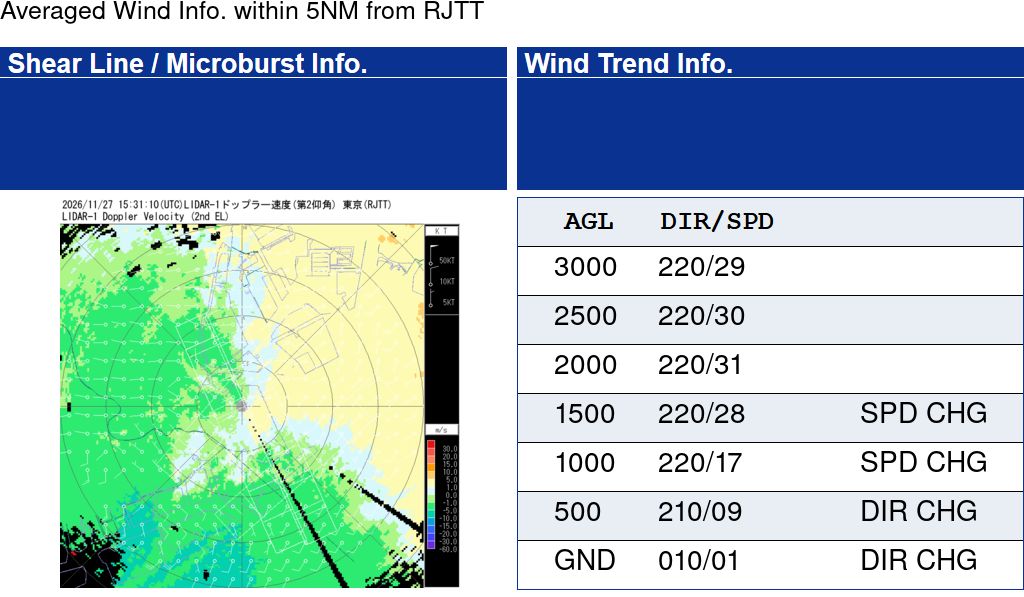 Averaged Wind Info. within 5NM from RJTT
Shear Line / Microburst Info.
Wind Trend Info.
2026/11/27 15:31:10(UTC)LIDAR-1ドップラー速度(第2仰角) 東京(RJTT)
LIDAR-1 Doppler Velocity (2nd EL)
K T
50KT
10KT
5KT
m/s
30.0
20.0
15.0
10.0
5.0
1.0
0.0
-1.0
-5.0
-10.0
-15.0
-20.0
-30.0
-60.0
AGL DIR/SPD
3000 220/29
2500 220/30
2000 220/31
1500 220/28 SPD CHG
1000 220/17 SPD CHG
500 210/09 DIR CHG
GND 010/01 DIR CHG